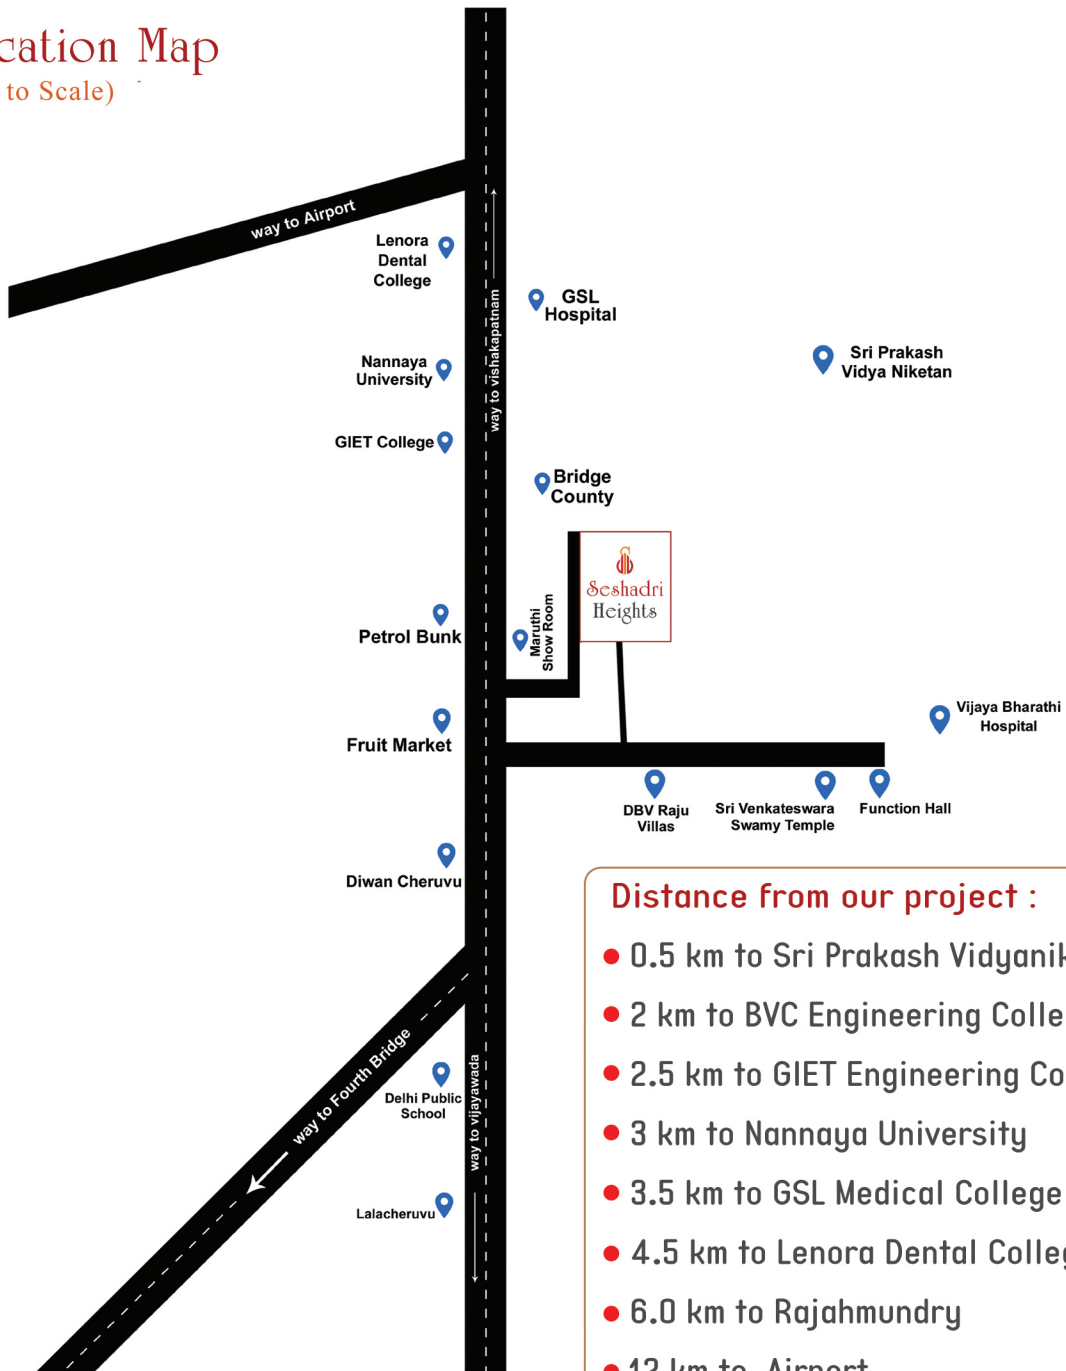 cation Map
to Scale)
way to Airport
Lenora
Dental
College
way to vishakapatnam
GSL
Hospital
Nannaya
University
Sri Prakash
Vidya Niketan
GIET College
Bridge
County
Seshadri
Heights
Maruthi
Show Room
Petrol Bunk
Fruit Market
Vijaya Bharathi
Hospital
DBV Raju
Villas
Sri Venkateswara
Swamy Temple
Function Hall
Diwan Cheruvu
way to Fourth Bridge
Delhi Public
School
way to vijayawada
Lalacheruvu
Distance from our project :
0.5 km to Sri Prakash Vidyanik
2 km to BVC Engineering Colle
2.5 km to GIET Engineering Co
3 km to Nannaya University
3.5 km to GSL Medical College
4.5 km to Lenora Dental Colleg
6.0 km to Rajahmundry
12 km to Airport